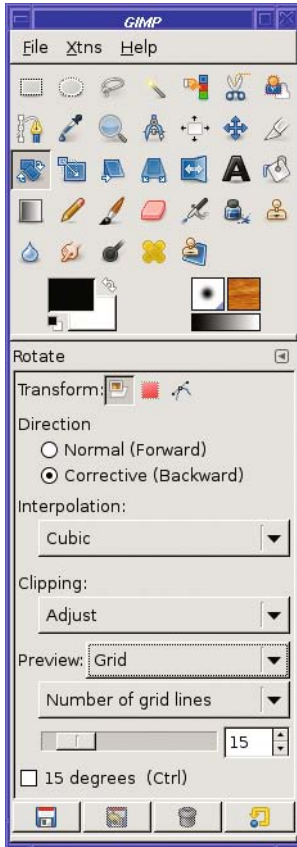 GIMP
File Xtns Help
Rotate
Transform:
Direction
Normal (Forward)
Corrective (Backward)
Interpolation:
Cubic
Clipping:
Adjust
Preview: Grid
Number of grid lines
15
15 degrees (Ctrl)